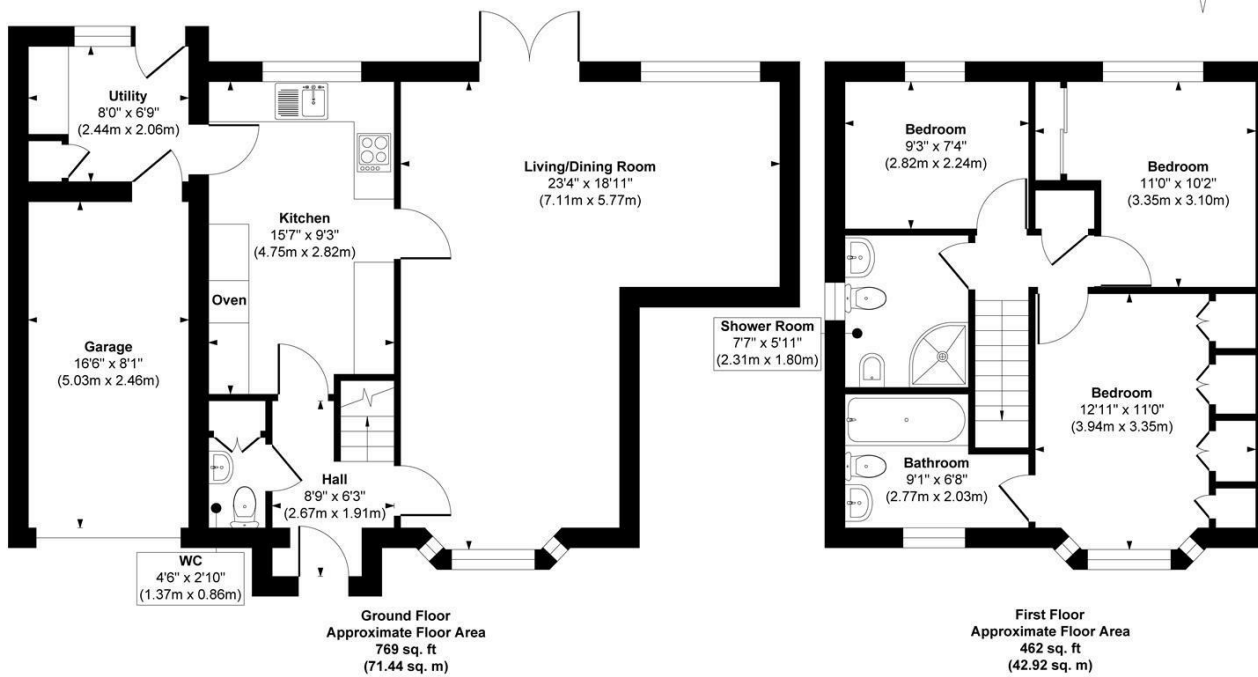 Utility
8'0" x 6'9"
(2.44m x 2.06m)
Kitchen
15'7" x 9'3"
(4.75m x 2.82m)
Oven
Living/Dining Room
23'4" x 18'11"
(7.11m x 5.77m)
Garage
16'6" x 8'1"
(5.03m x 2.46m)
Hall
8'9" x 6'3"
(2.67m x 1.91m)
WC
4'6" x 2'10"
(1.37m x 0.86m)
Ground Floor
Approximate Floor Area
769 sq. ft
(71.44 sq. m)
Bedroom
9'3" x 7'4"
(2.82m x 2.24m)
Bedroom
11'0" x 10'2"
(3.35m x 3.10m)
Shower Room
7'7" x 5'11"
(2.31m x 1.80m)
Bedroom
12'11" x 11'0"
(3.94m x 3.35m)
Bathroom
9'1" x 6'8"
(2.77m x 2.03m)
First Floor
Approximate Floor Area
462 sq. ft
(42.92 sq. m)